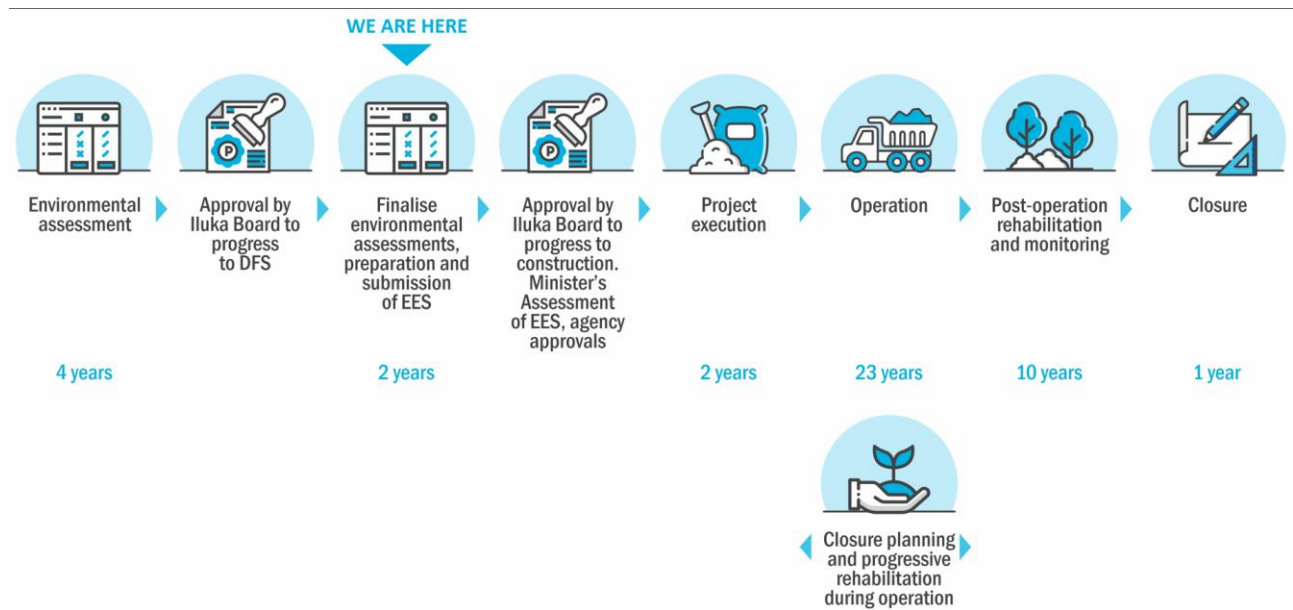 WE ARE HERE
Environmental
assessment
Approval by
Iluka Board to
progress
to DFS
Finalise
environmental
assessments,
preparation and
submission
of EES
Approval by
Iluka Board to
progress to
construction.
Minister's
Assessment
of EES, agency
approvals
Project
execution
Operation
Post-operation
rehabilitation
and monitoring
Closure
4 years
2 years
2 years
23 years
10 years
1 year
P
P
Closure planning
and progressive
rehabilitation
during operation